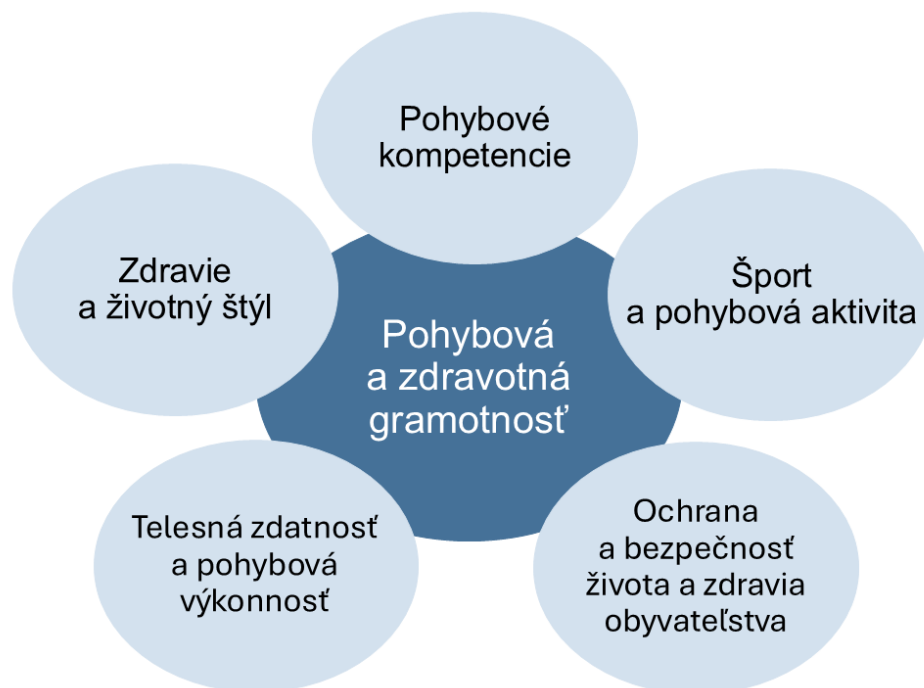 Pohybové
kompetencie
Zdravie
a životný štýl
Šport
a pohybová aktivita
Pohybová
a zdravotná
gramotnosť
Telesná zdatnosť
a pohybová
výkonnosť
Ochrana
a bezpečnosť
života a zdravia
obyvateľstva